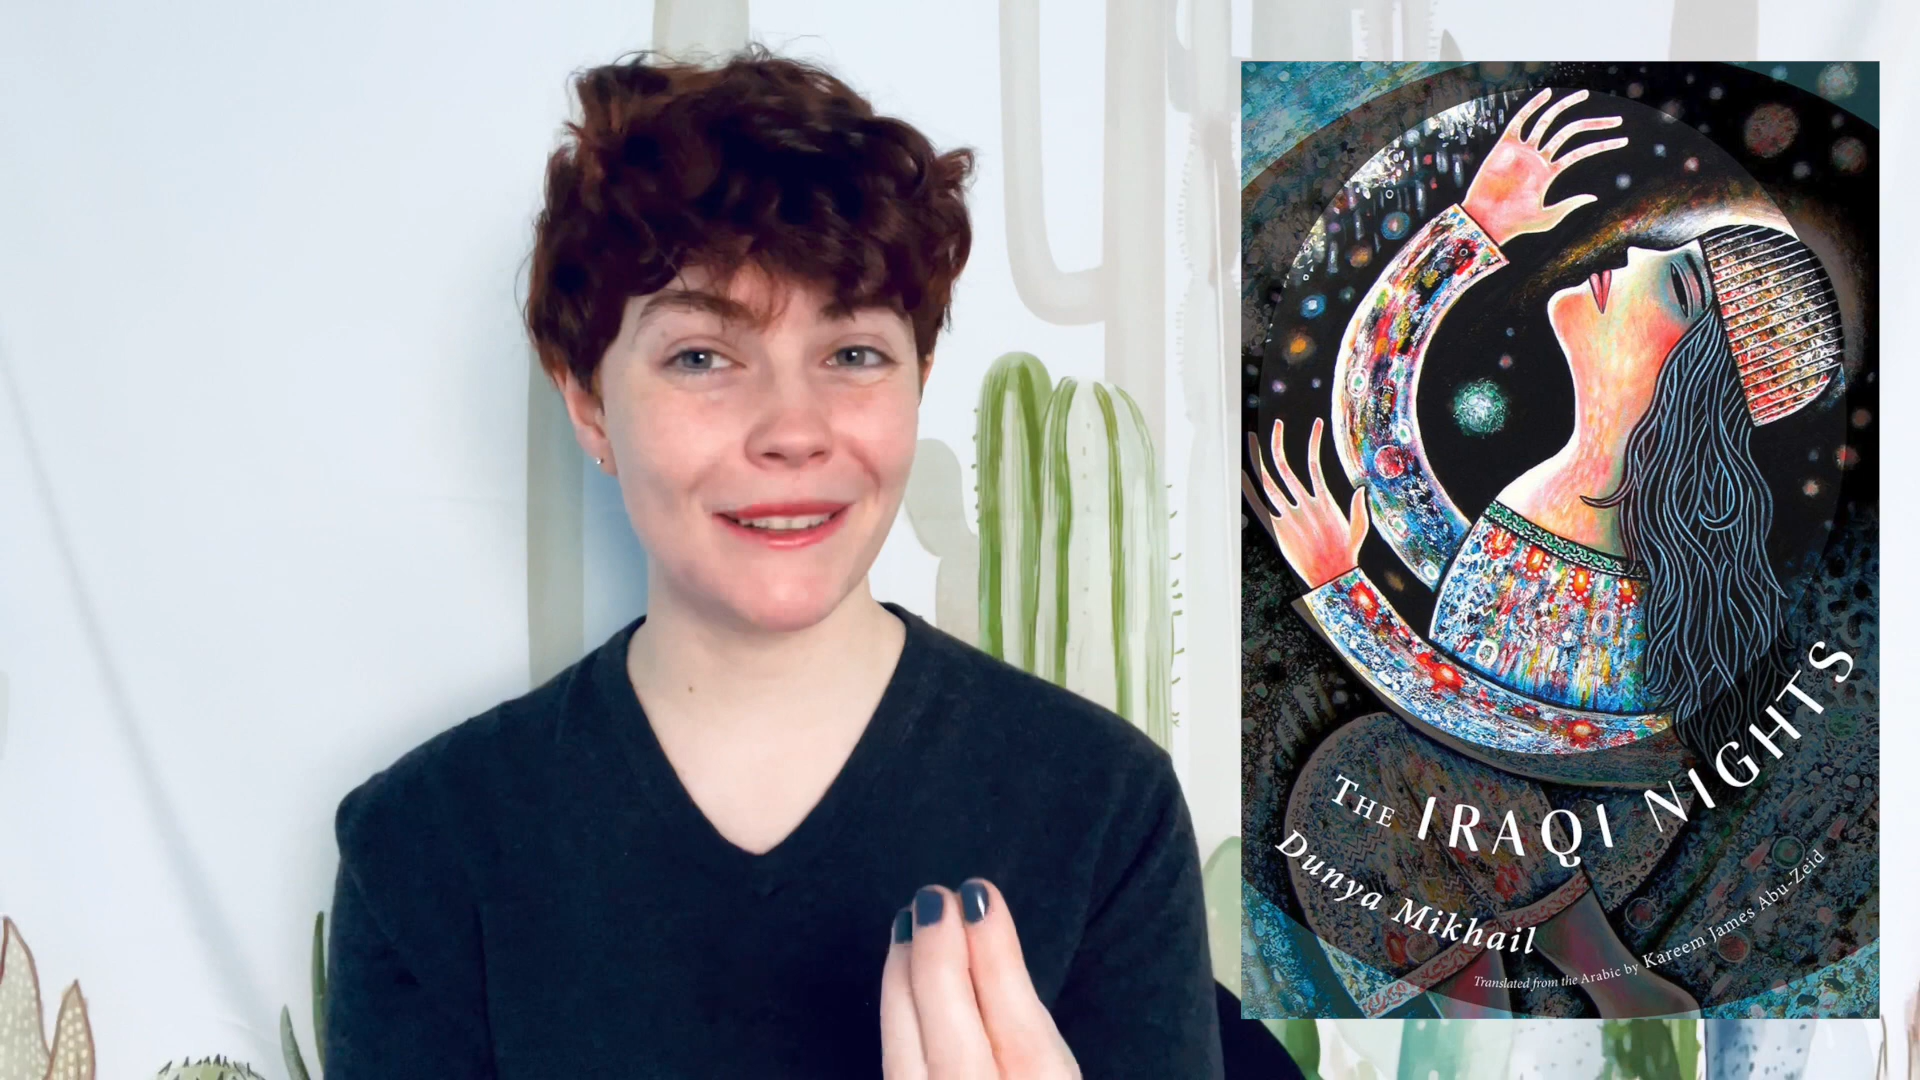 THE IRAQI NIGHTS
Dunya Mikhail
Translated from the Arabic by Kareem James Abu-Zeid